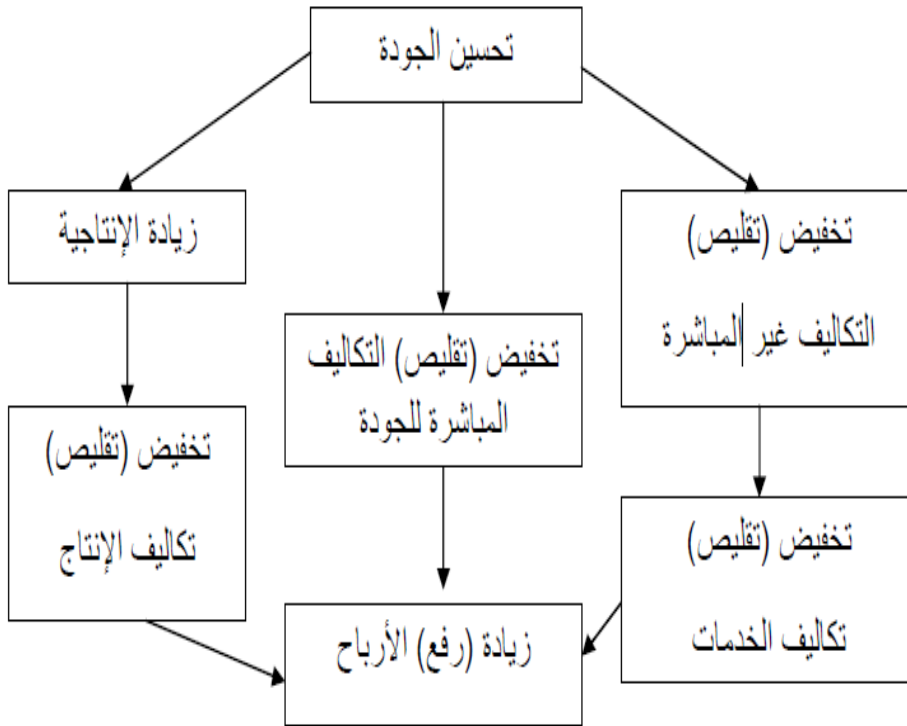 تحسين الجودة
تخفيض (تقليص)
التكاليف غير المباشرة
زيادة الإنتاجية
تخفيض (تقليص) التكاليف
المباشرة للجودة
تخفيض (تقليص)
تكاليف الإنتاج
تخفيض (تقليص)
تكاليف الخدمات
زيادة (رفع) الأرباح